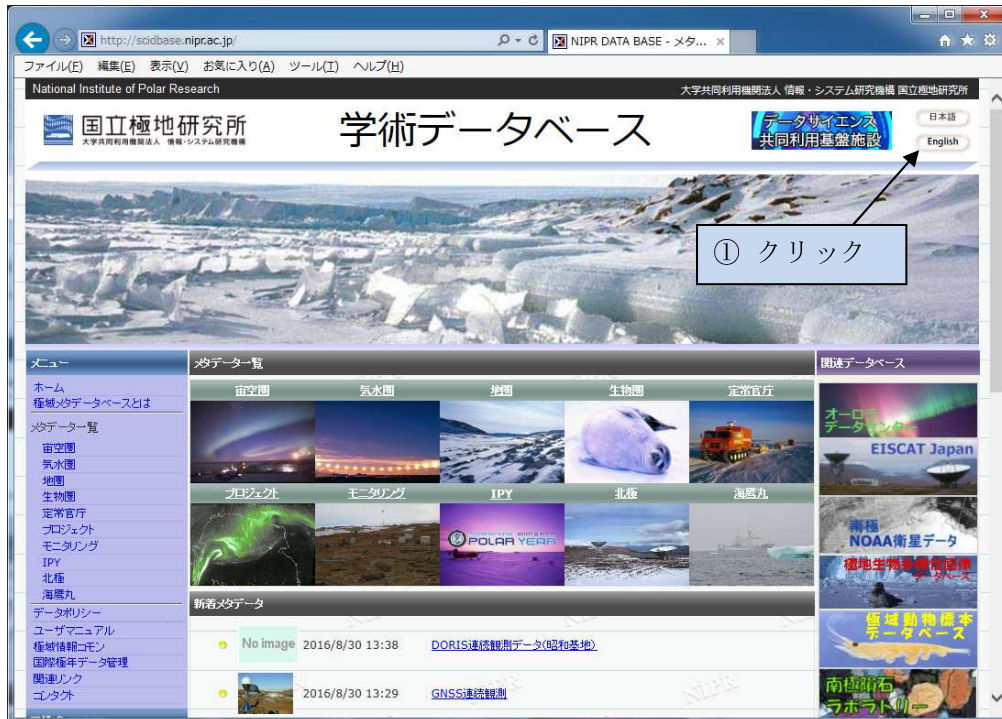 http://scidbase.nipr.ac.jp/
NIPR DATA BASE - メタ...
ファイル(F) 編集(E) 表示(V) お気に入り(A) ツール(T) ヘルプ(H)
National Institute of Polar Research
大学共同利用機関法人 情報・システム研究機構 国立極地研究所
国立極地研究所
大学共同利用機関法人 情報・システム研究機構
学術データベース
データサイエンス
共同利用基盤施設
日本語
English
① クリック
メニュー
ホーム
極域メタデータベースとは
メタデータ一覧
宙空圏
気水圏
地圏
生物圏
定常官庁
プロジェクト
モニタリング
IPY
北極
海鷹丸
データポリシー
ユーザマニュアル
極域情報コモン
国際極年データ管理
関連リンク
コンタクト
メタデータ一覧
宙空圏 気水圏 地圏 生物圏 定常官庁
プロジェクト モニタリング IPY 北極 海鷹丸
POLAR YEAR
新着メタデータ
No image 2016/8/30 13:38 DORIS連続観測データ(昭和基地)
2016/8/30 13:29 GNSS連続観測
NIPR
関連データベース
オーロラ
データセンター
EISCAT Japan
南極
NOAA衛星データ
極地生物多様性画像
データベース
極域動物標本
データベース
南極隕石
ラボラトリー